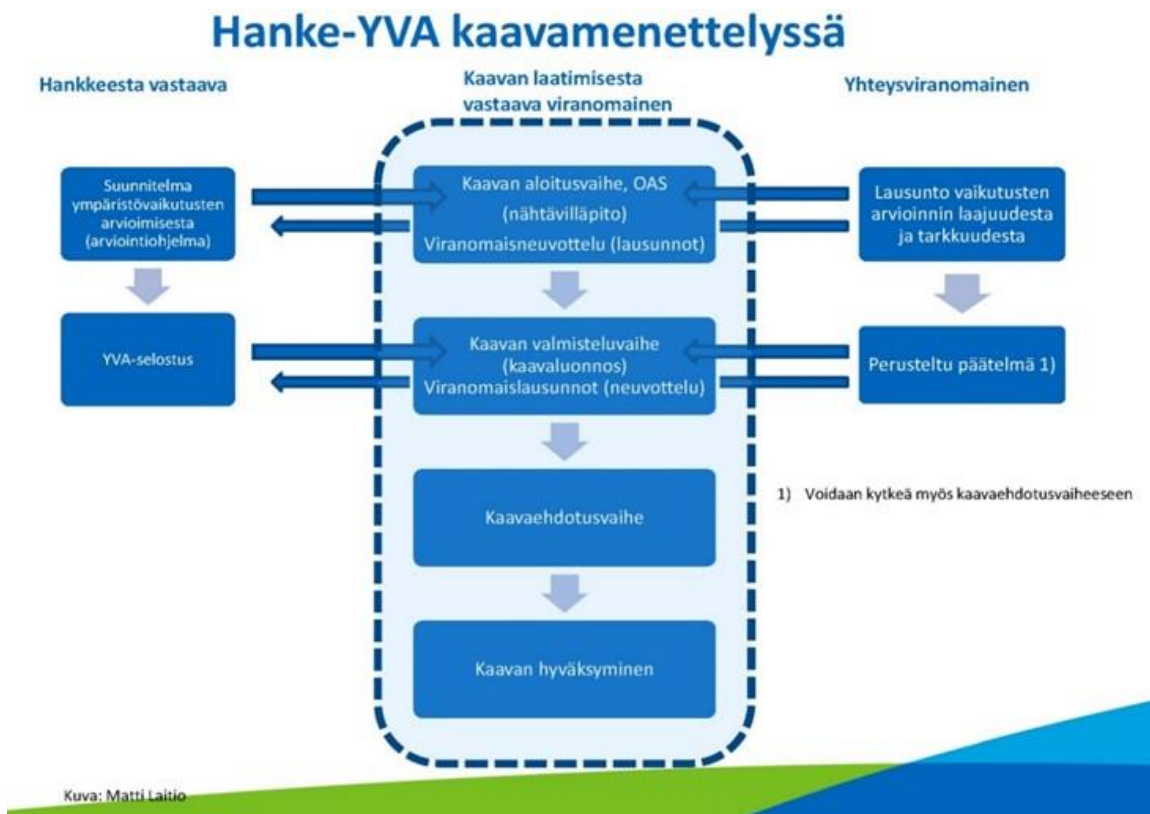 Hanke-YVA kaavamenettelyssä
Hankkeesta vastaava
Kaavan laatimisesta
vastaava viranomainen
Yhteysviranomainen
Suunnitelma
ympäristövaikutusten
arvioimisesta
(arviointiohjelma)
Kaavan aloitusvaihe, OAS
(nähtävilläpito)
Viranomaisneuvottelu (lausunnot)
Lausunto vaikutusten
arvioinnin laajuudesta
ja tarkkuudesta
YVA-selostus
Kaavan valmisteluvaihe
(kaavaluonnos)
Viranomaislausunnot (neuvottelu)
Perusteltu päätelmä 1)
Kaavaehdotusvaihe
1) Voidaan kytkeä myös kaavaehdotusvaiheeseen
Kaavan hyväksyminen
Kuva: Matti Laitio